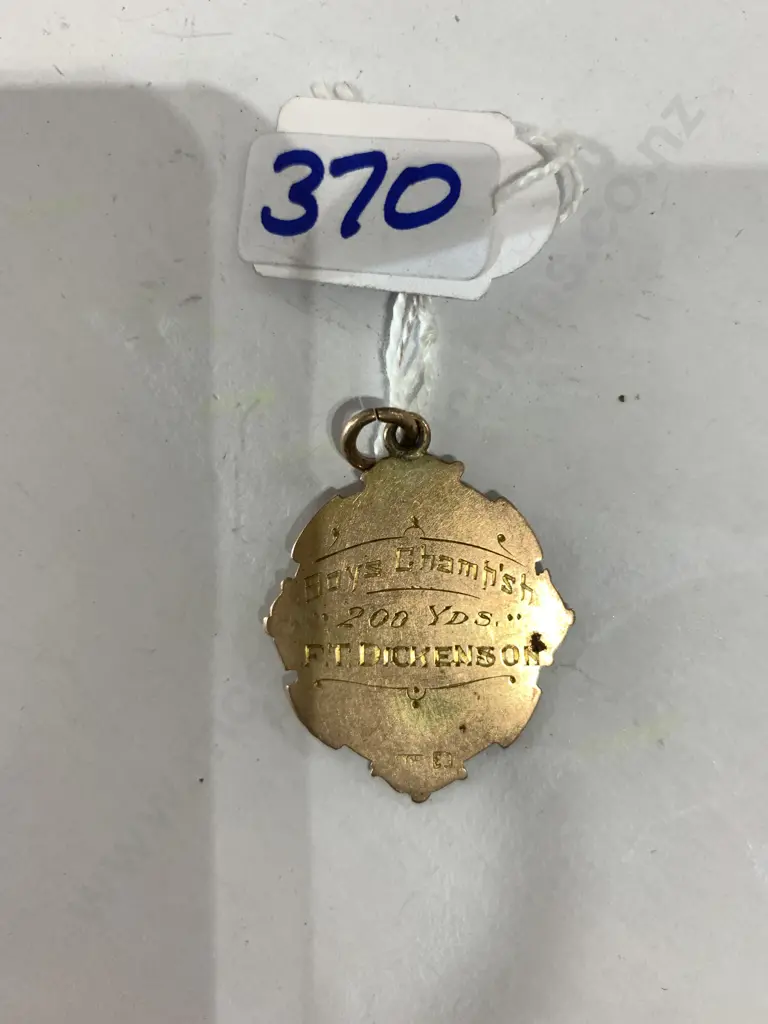 370
Boys Champ'sh
"200 YDS."
P.T DICKENSON